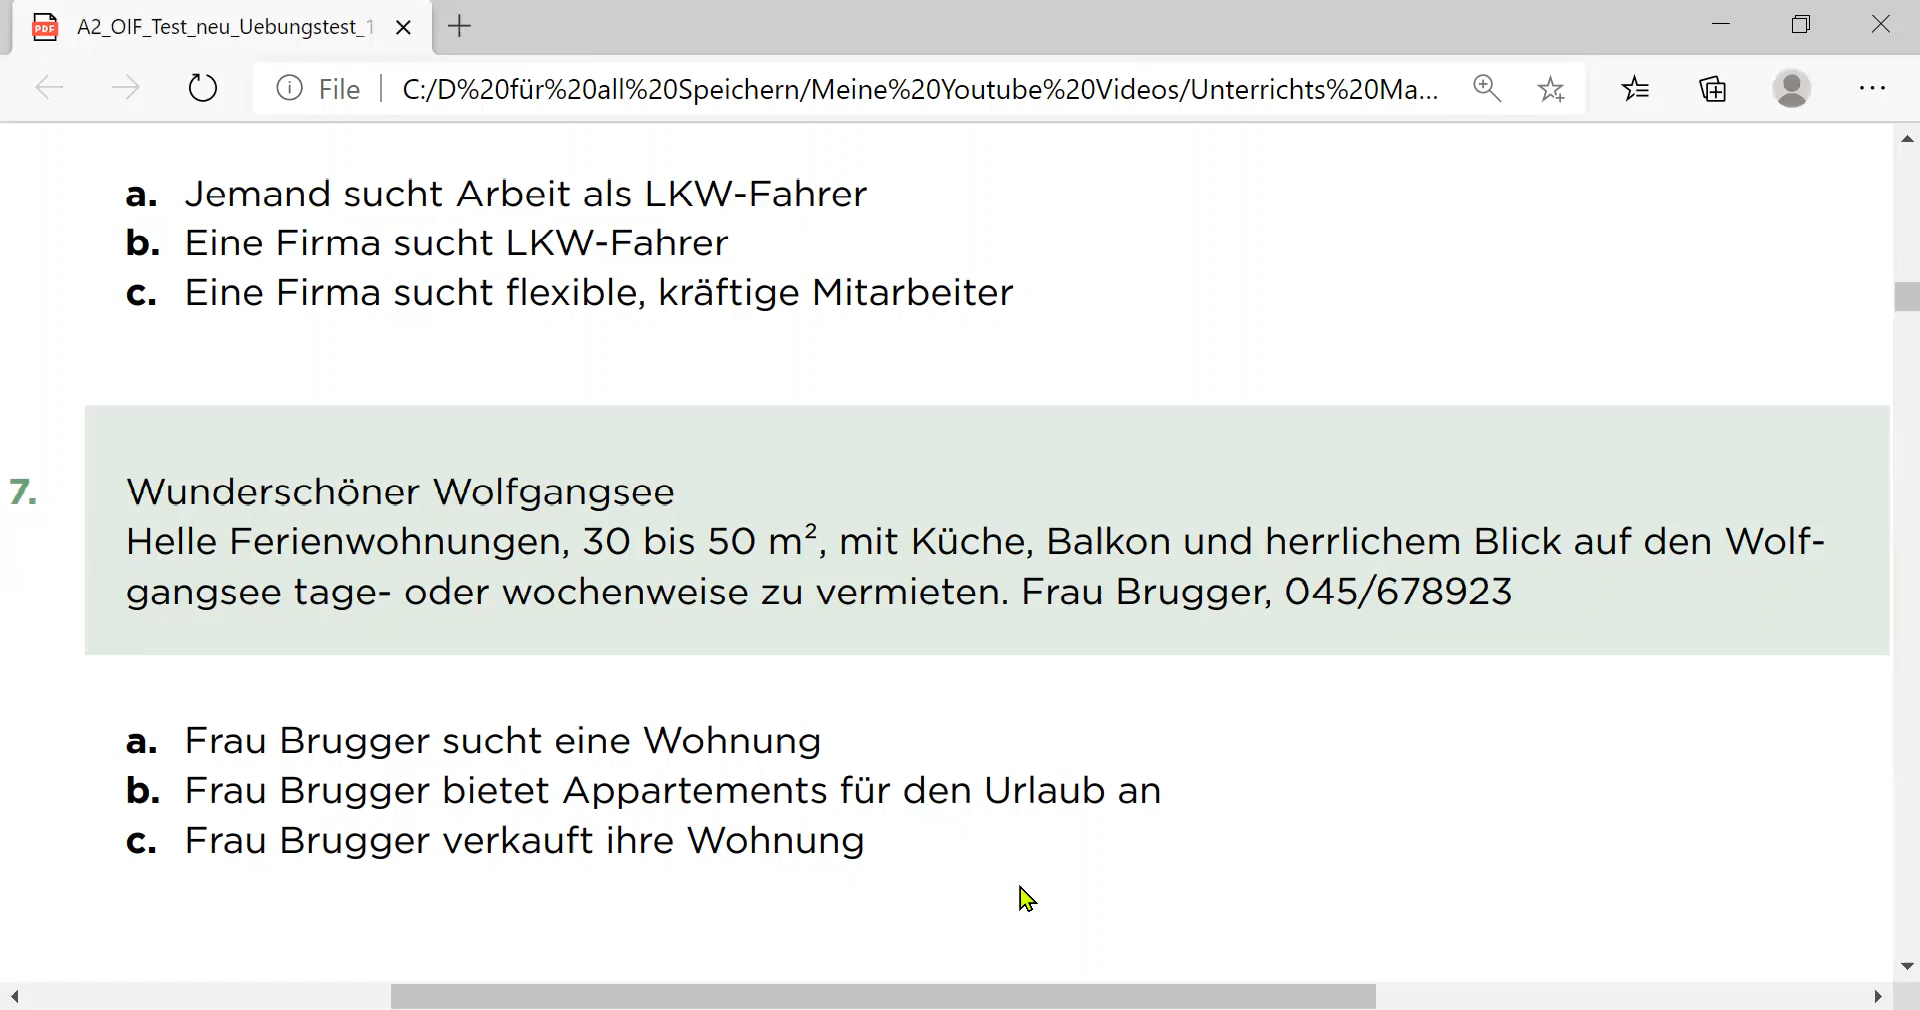 A2_OIF_Test_neu_Uebungstest_1
File
C:/D%20für%20all%20Speichern/Meine%20Youtube%20Videos/Unterrichts%20Ma...
a. Jemand sucht Arbeit als LKW-Fahrer
b. Eine Firma sucht LKW-Fahrer
c. Eine Firma sucht flexible, kräftige Mitarbeiter
7.
Wunderschöner Wolfgangsee
Helle Ferienwohnungen, 30 bis 50 m², mit Küche, Balkon und herrlichem Blick auf den Wolf-
gangsee tage- oder wochenweise zu vermieten. Frau Brugger, 045/678923
a. Frau Brugger sucht eine Wohnung
b. Frau Brugger bietet Appartements für den Urlaub an
c. Frau Brugger verkauft ihre Wohnung